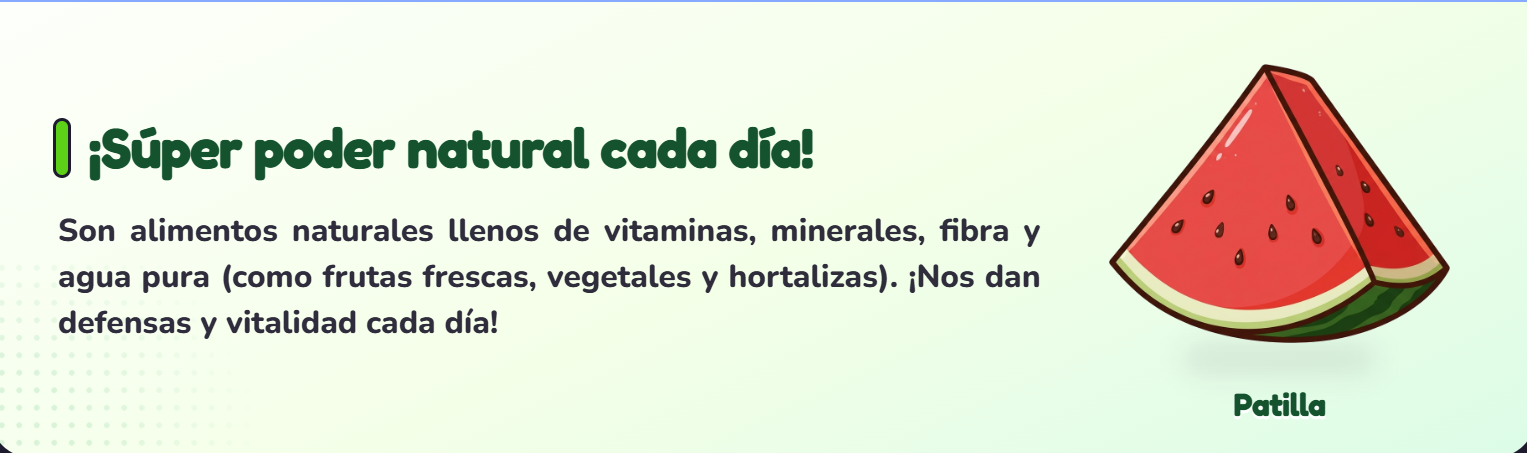 ¡Súper poder natural cada día!
Son alimentos naturales llenos de vitaminas, minerales, fibra y
agua pura (como frutas frescas, vegetales y hortalizas). ¡Nos dan
defensas y vitalidad cada día!
Patilla